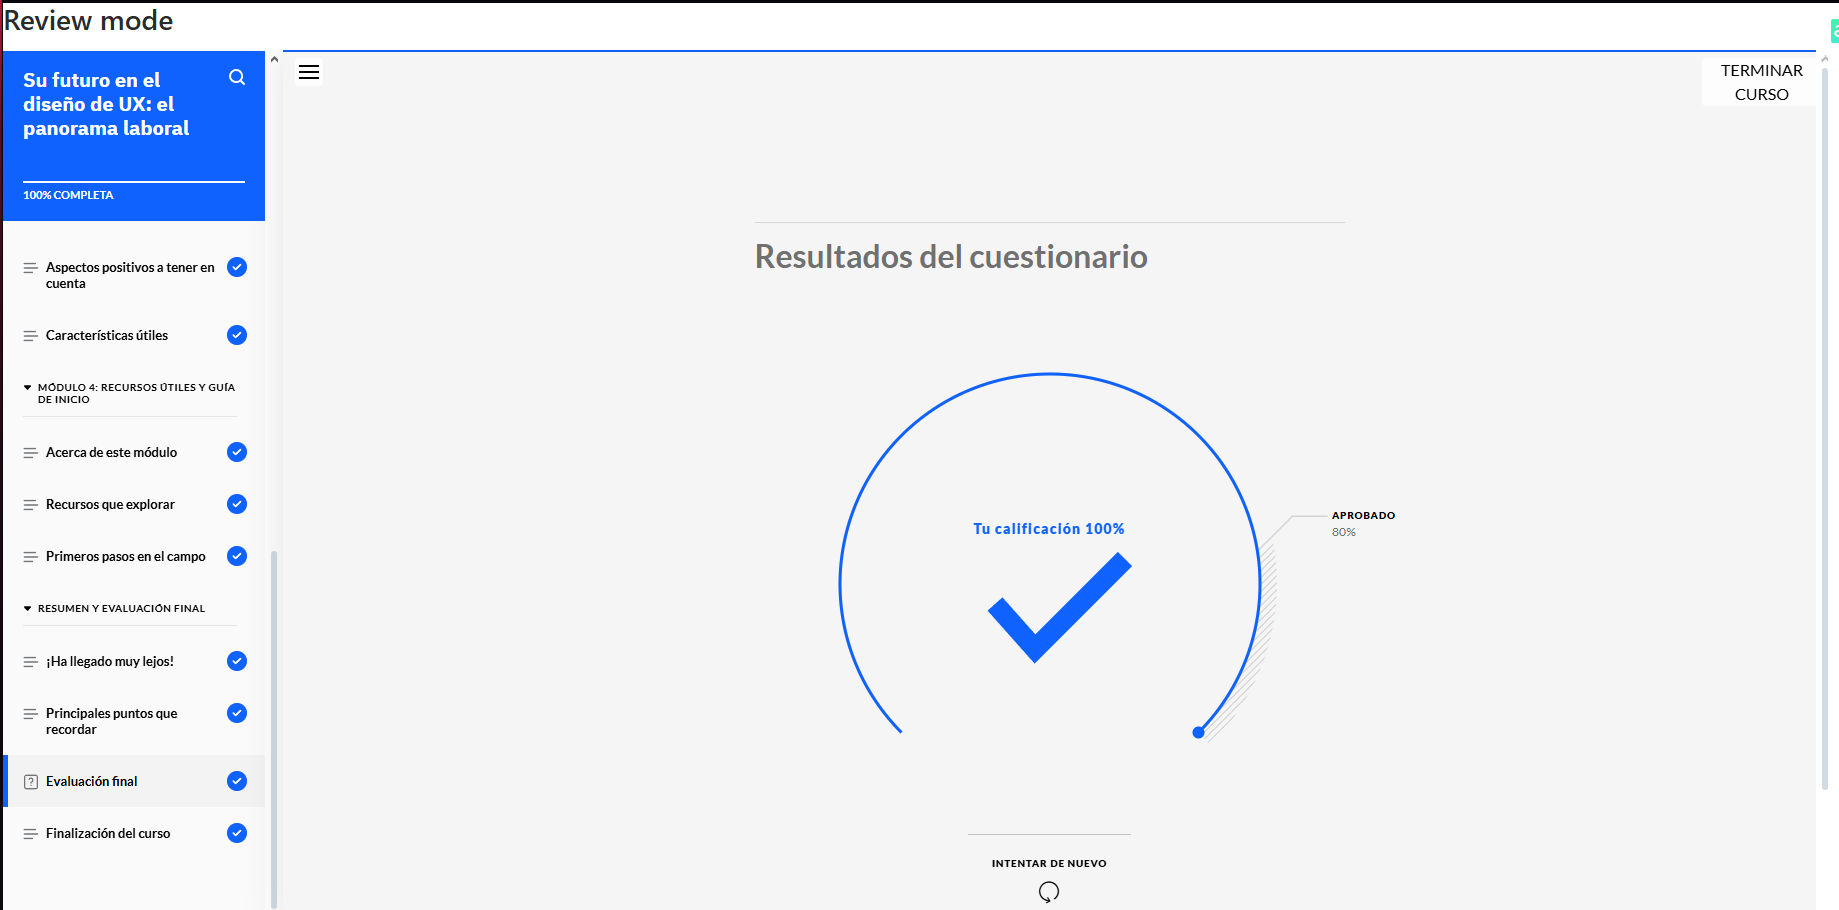 Review mode
Su futuro en el
diseño de UX: el
panorama laboral
100% COMPLETA
Aspectos positivos a tener en
cuenta
Características útiles
MÓDULO 4: RECURSOS ÚTILES Y GUÍA
DE INICIO
Acerca de este módulo
Recursos que explorar
Primeros pasos en el campo
RESUMEN Y EVALUACIÓN FINAL
¡Ha llegado muy lejos!
Principales puntos que
recordar
Evaluación final
Finalización del curso
TERMINAR
CURSO
Resultados del cuestionario
Tu calificación 100%
APROBADO
80%
INTENTAR DE NUEVO